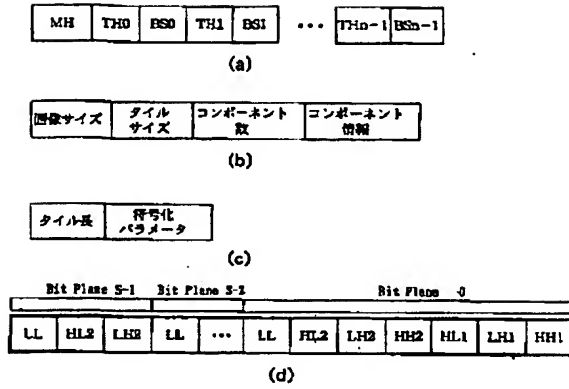 MH TH0 BS0 TH1 BS1 ... THn-1 BSn-1
(a)
画像サイズ タイルサイズ コンポーネント数 コンポーネント情報
(b)
タイル長 符号化パラメータ
(c)
Bit Plane S-1 Bit Plane S-2 Bit Plane 0
LL HL2 LH2 LL ... LL HL2 LH2 HH2 HL1 LH1 HH1
(d)